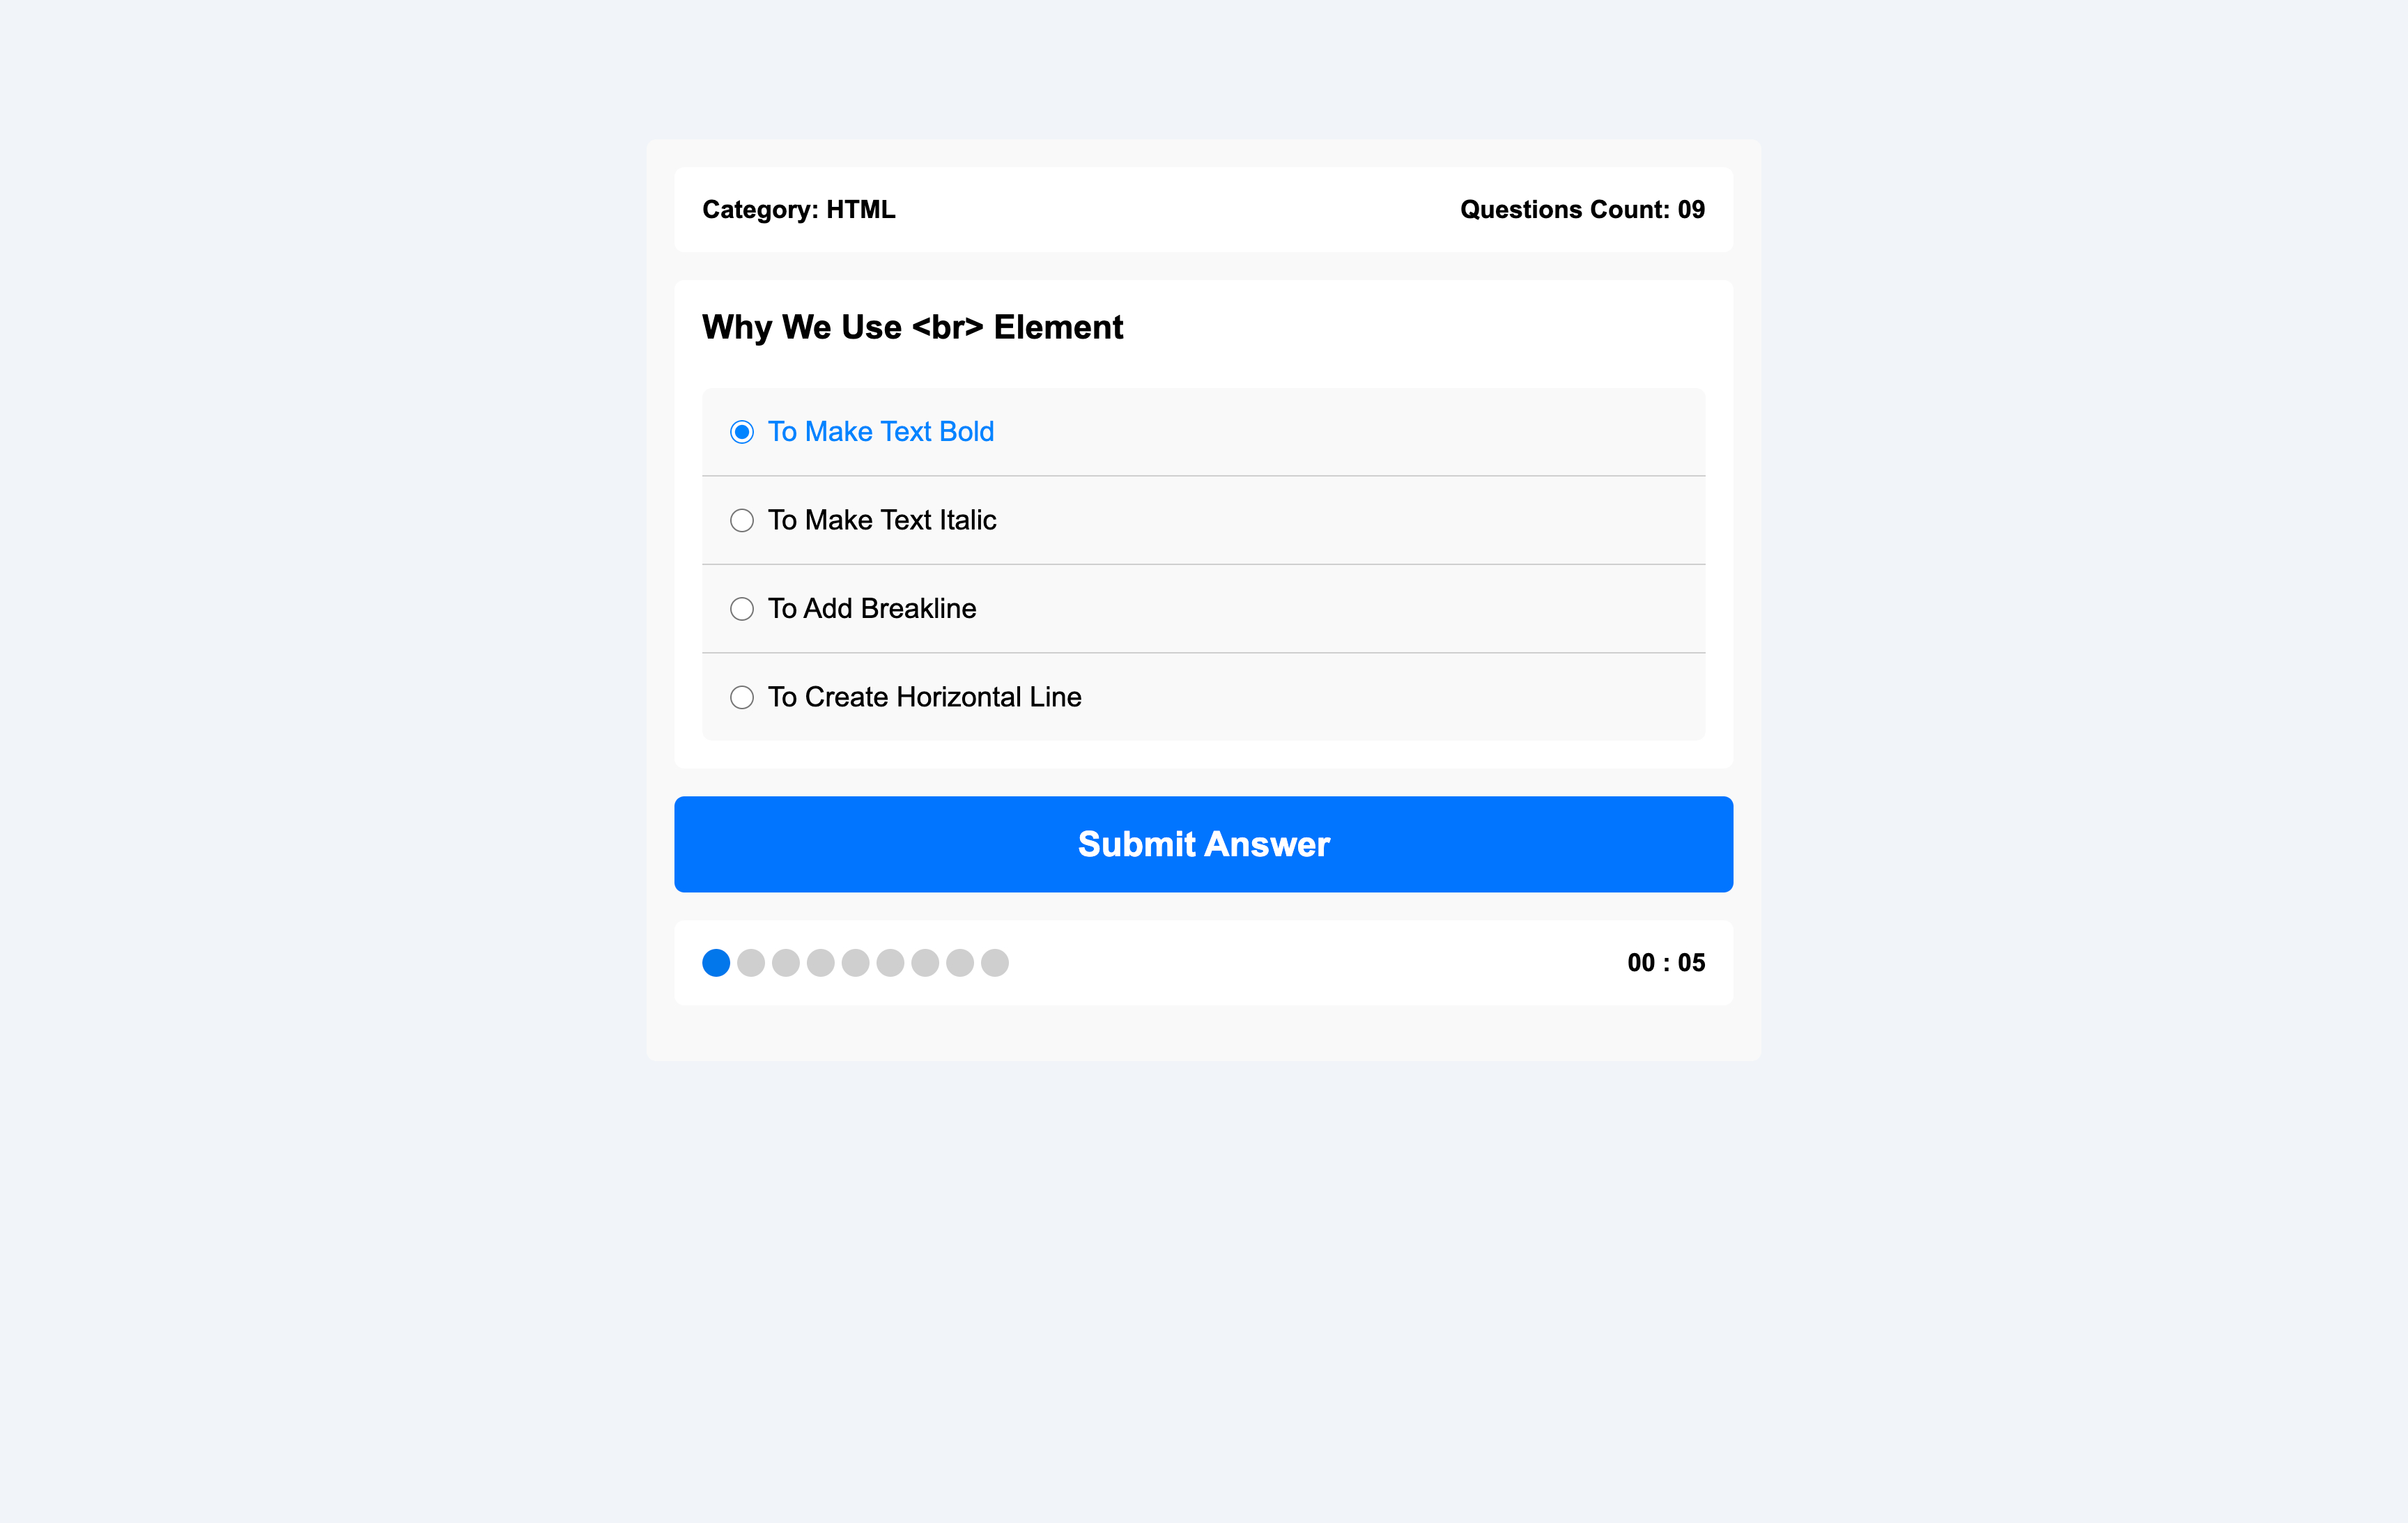 Category: HTML
Questions Count: 09
Why We Use <br> Element
To Make Text Bold
To Make Text Italic
To Add Breakline
To Create Horizontal Line
Submit Answer
00 : 05